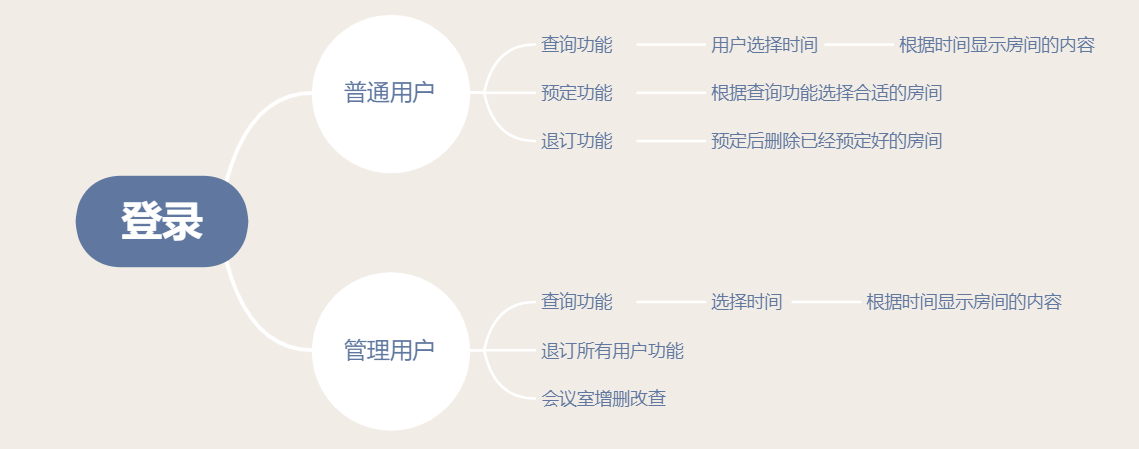 登录
普通用户
查询功能
用户选择时间
根据时间显示房间的内容
预定功能
根据查询功能选择合适的房间
退订功能
预定后删除已经预定好的房间
管理用户
查询功能
选择时间
根据时间显示房间的内容
退订所有用户功能
会议室增删改查